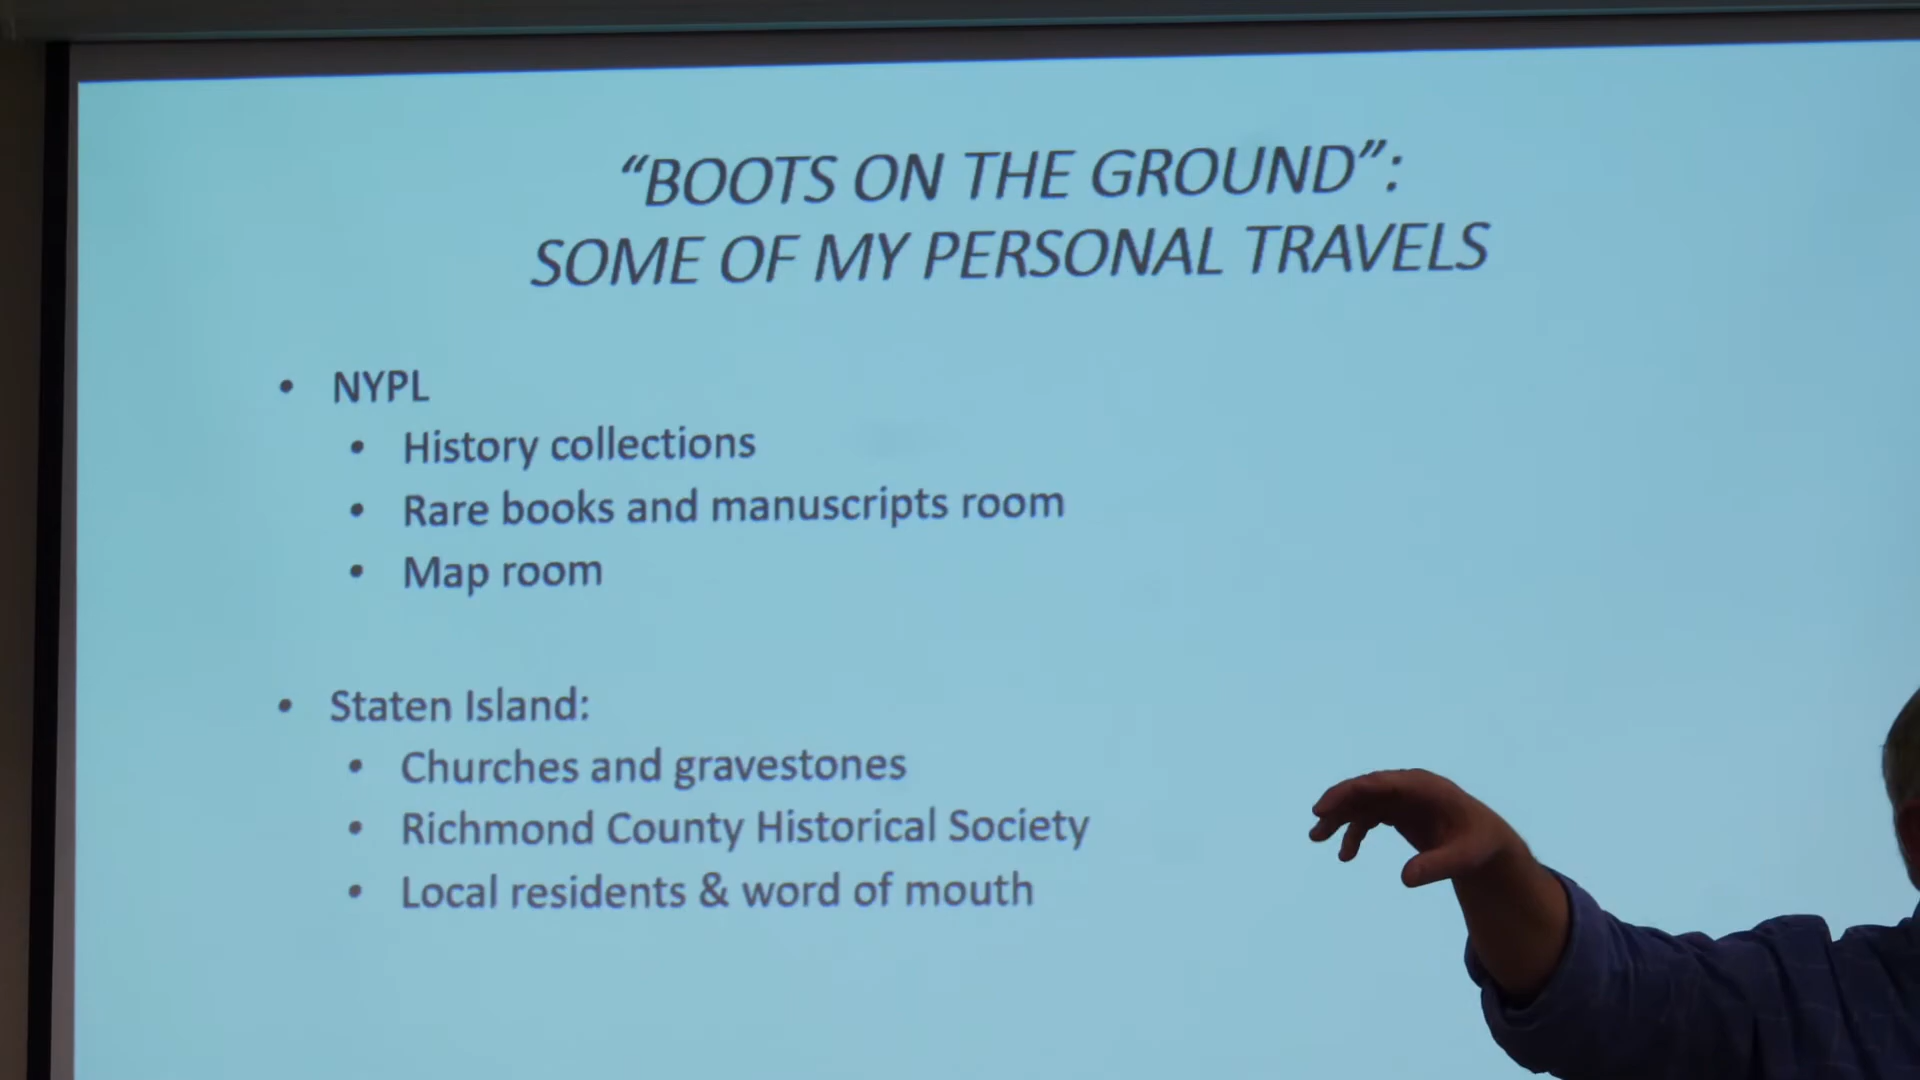 “BOOTS ON THE GROUND”:
SOME OF MY PERSONAL TRAVELS
• NYPL
• History collections
• Rare books and manuscripts room
• Map room
• Staten Island:
• Churches and gravestones
• Richmond County Historical Society
• Local residents & word of mouth